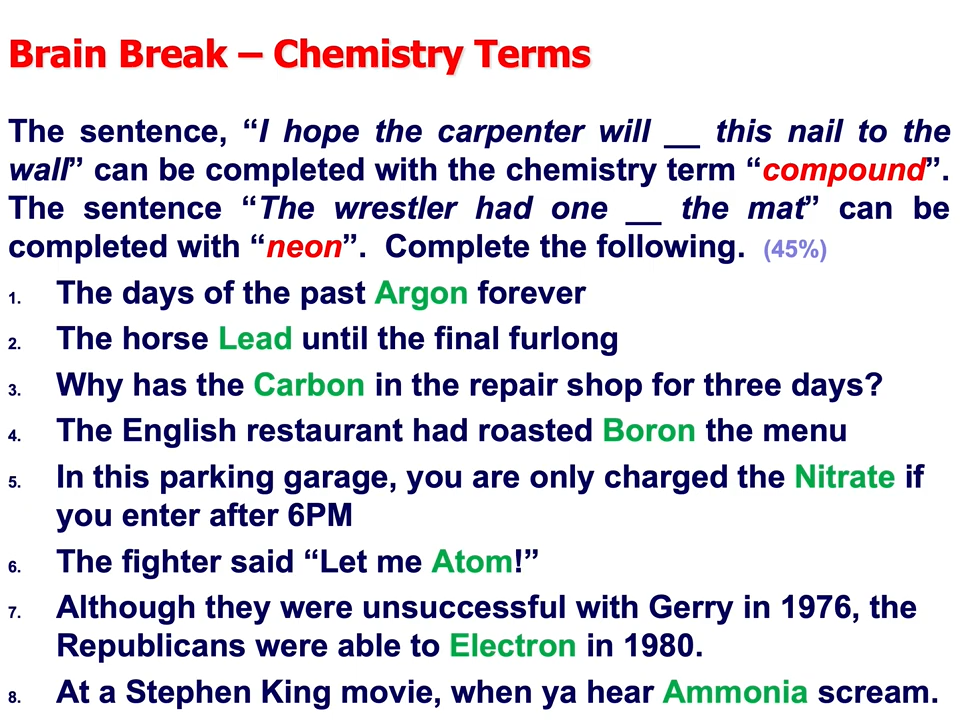 Brain Break – Chemistry Terms
The sentence, “I hope the carpenter will __ this nail to the
wall” can be completed with the chemistry term “compound”.
The sentence “The wrestler had one __ the mat” can be
completed with “neon”. Complete the following. (45%)
1. The days of the past Argon forever
2. The horse Lead until the final furlong
3. Why has the Carbon in the repair shop for three days?
4. The English restaurant had roasted Boron the menu
5. In this parking garage, you are only charged the Nitrate if
you enter after 6PM
6. The fighter said “Let me Atom!”
7. Although they were unsuccessful with Gerry in 1976, the
Republicans were able to Electron in 1980.
8. At a Stephen King movie, when ya hear Ammonia scream.